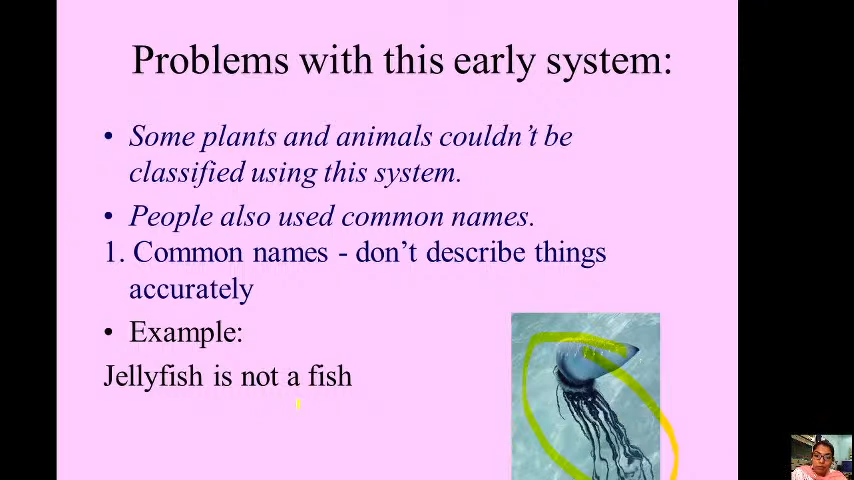 Problems with this early system:
• Some plants and animals couldn't be
classified using this system.
• People also used common names.
1. Common names - don't describe things
accurately
• Example:
Jellyfish is not a fish